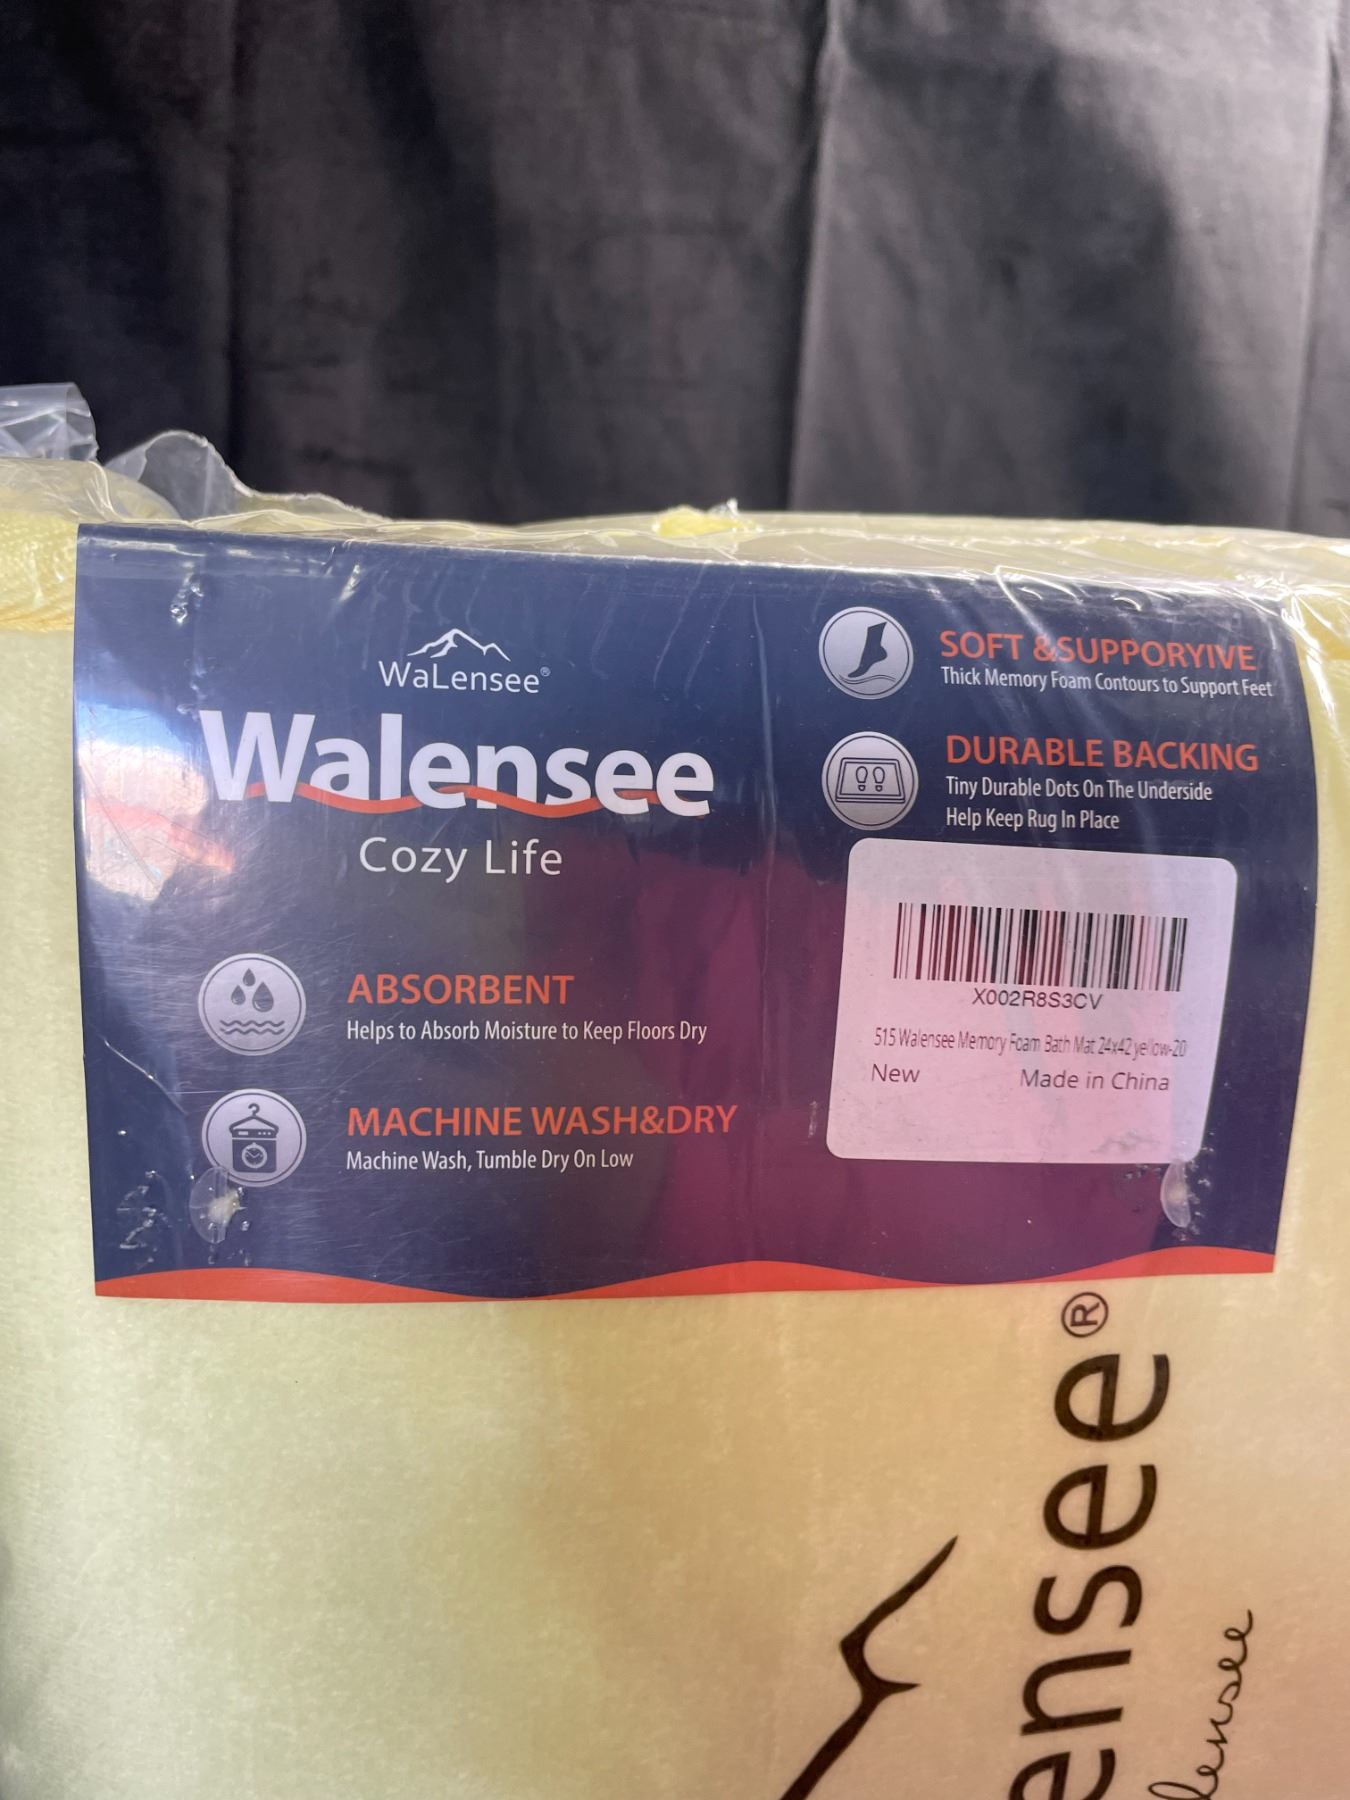 WaLensee®
Walensee
Cozy Life
ABSORBENT
Helps to Absorb Moisture to Keep Floors Dry
MACHINE WASH&DRY
Machine Wash, Tumble Dry On Low
SOFT &SUPPORYIVE
Thick Memory Foam Contours to Support Feet
DURABLE BACKING
Tiny Durable Dots On The Underside
Help Keep Rug In Place
X002R8S3CV
515 Walensee Memory Foam Bath Mat 24x42 yellow-20
New Made in China
ensee®
lensee